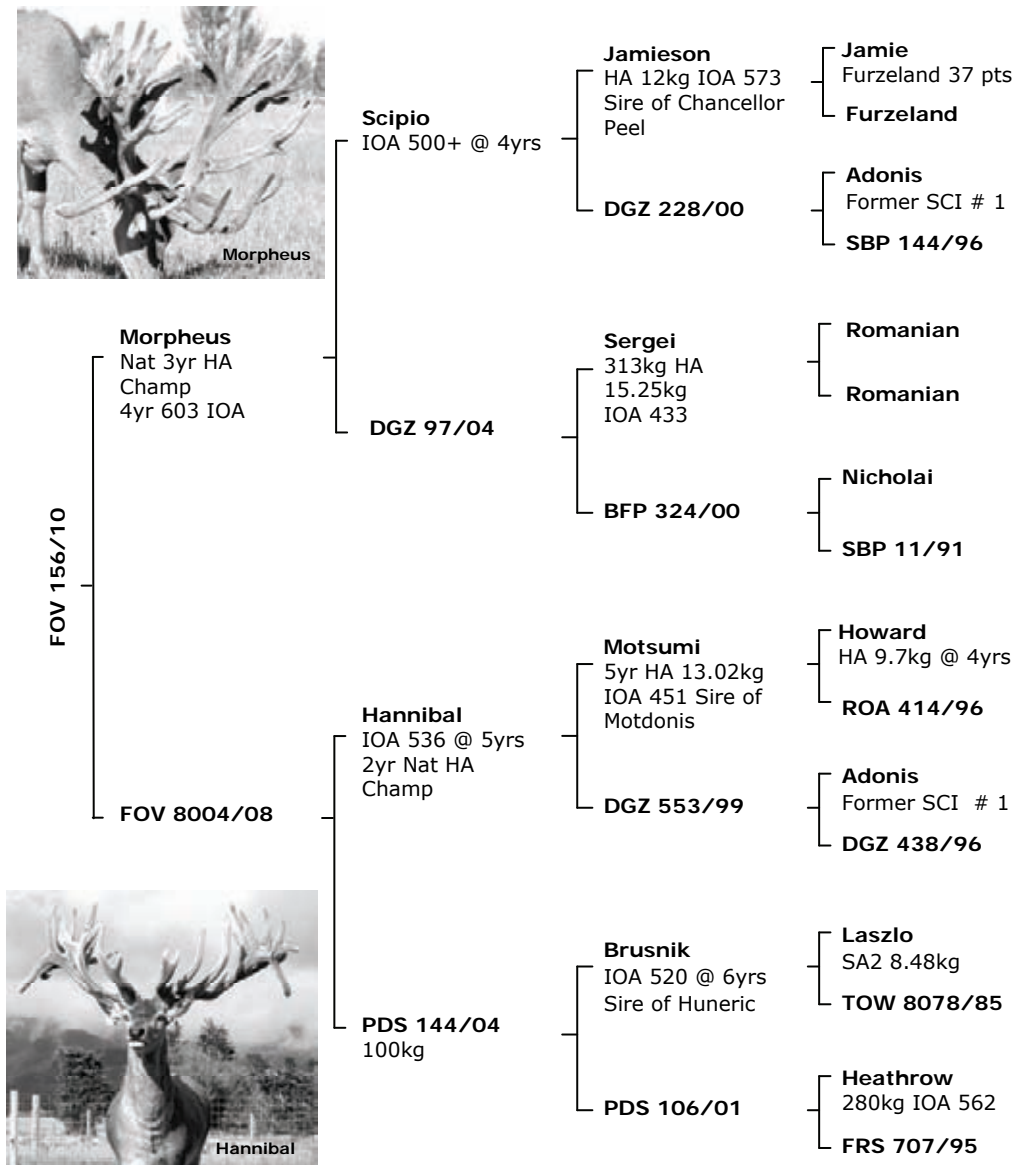 Morpheus
FOV 156/10
Morpheus
Nat 3yr HA
Champ
4yr 603 IOA
FOV 8004/08
Scipio
IOA 500+ @ 4yrs
DGZ 97/04
Hannibal
IOA 536 @ 5yrs
2yr Nat HA
Champ
PDS 144/04
100kg
Jamieson
HA 12kg IOA 573
Sire of Chancellor
Peel
DGZ 228/00
Sergei
313kg HA
15.25kg
IOA 433
BFP 324/00
Motsumi
5yr HA 13.02kg
IOA 451 Sire of
Motdonis
DGZ 553/99
Brusnik
IOA 520 @ 6yrs
Sire of Huneric
PDS 106/01
Jamie
Furzeland 37 pts
Furzeland
Adonis
Former SCI # 1
SBP 144/96
Romanian
Romanian
Nicholai
SBP 11/91
Howard
HA 9.7kg @ 4yrs
ROA 414/96
Adonis
Former SCI # 1
DGZ 438/96
Laszlo
SA2 8.48kg
TOW 8078/85
Heathrow
280kg IOA 562
FRS 707/95
Hannibal